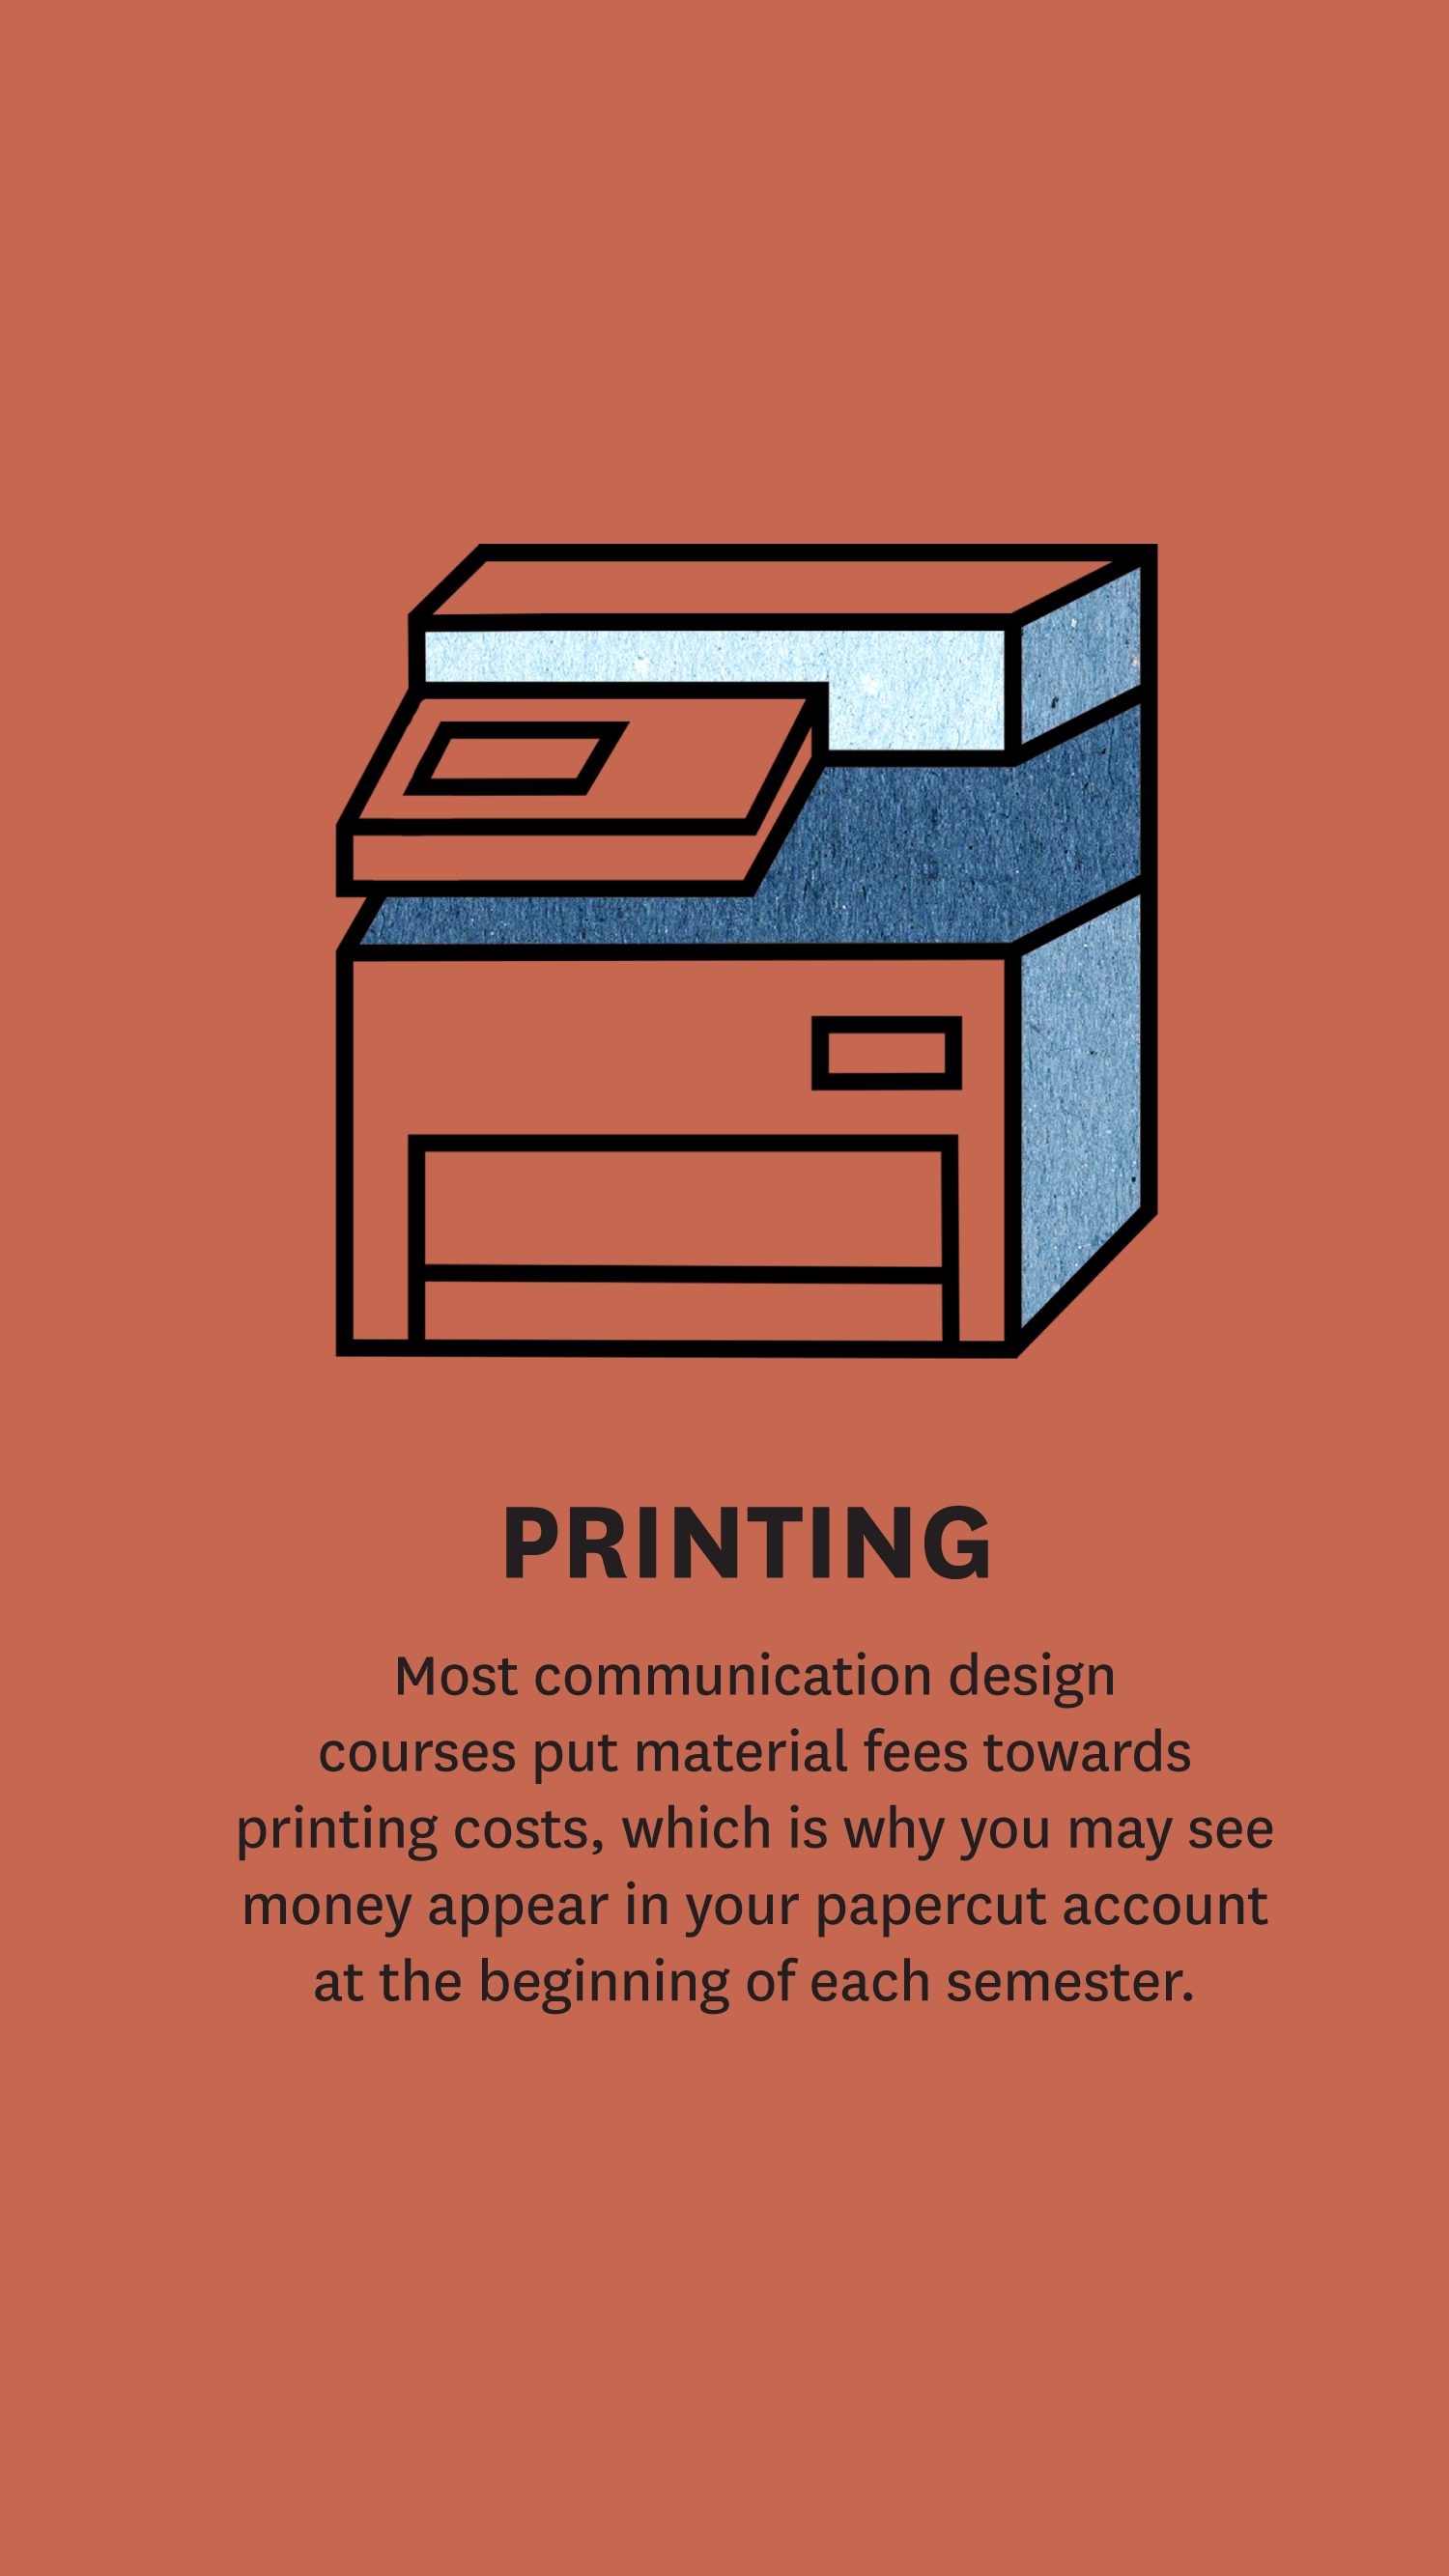 PRINTING
Most communication design
courses put material fees towards
printing costs, which is why you may see
money appear in your papercut account
at the beginning of each semester.